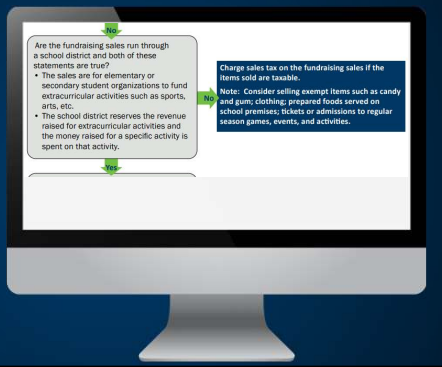 No
Are the fundraising sales run through
a school district and both of these
statements are true?
• The sales are for elementary or
secondary student organizations to fund
extracurricular activities such as sports,
arts, etc.
• The school district reserves the revenue
raised for extracurricular activities and
the money raised for a specific activity is
spent on that activity.
No
Charge sales tax on the fundraising sales if the
items sold are taxable.
Note: Consider selling exempt items such as candy
and gum; clothing; prepared foods served on
school premises; tickets or admissions to regular
season games, events, and activities.
Yes